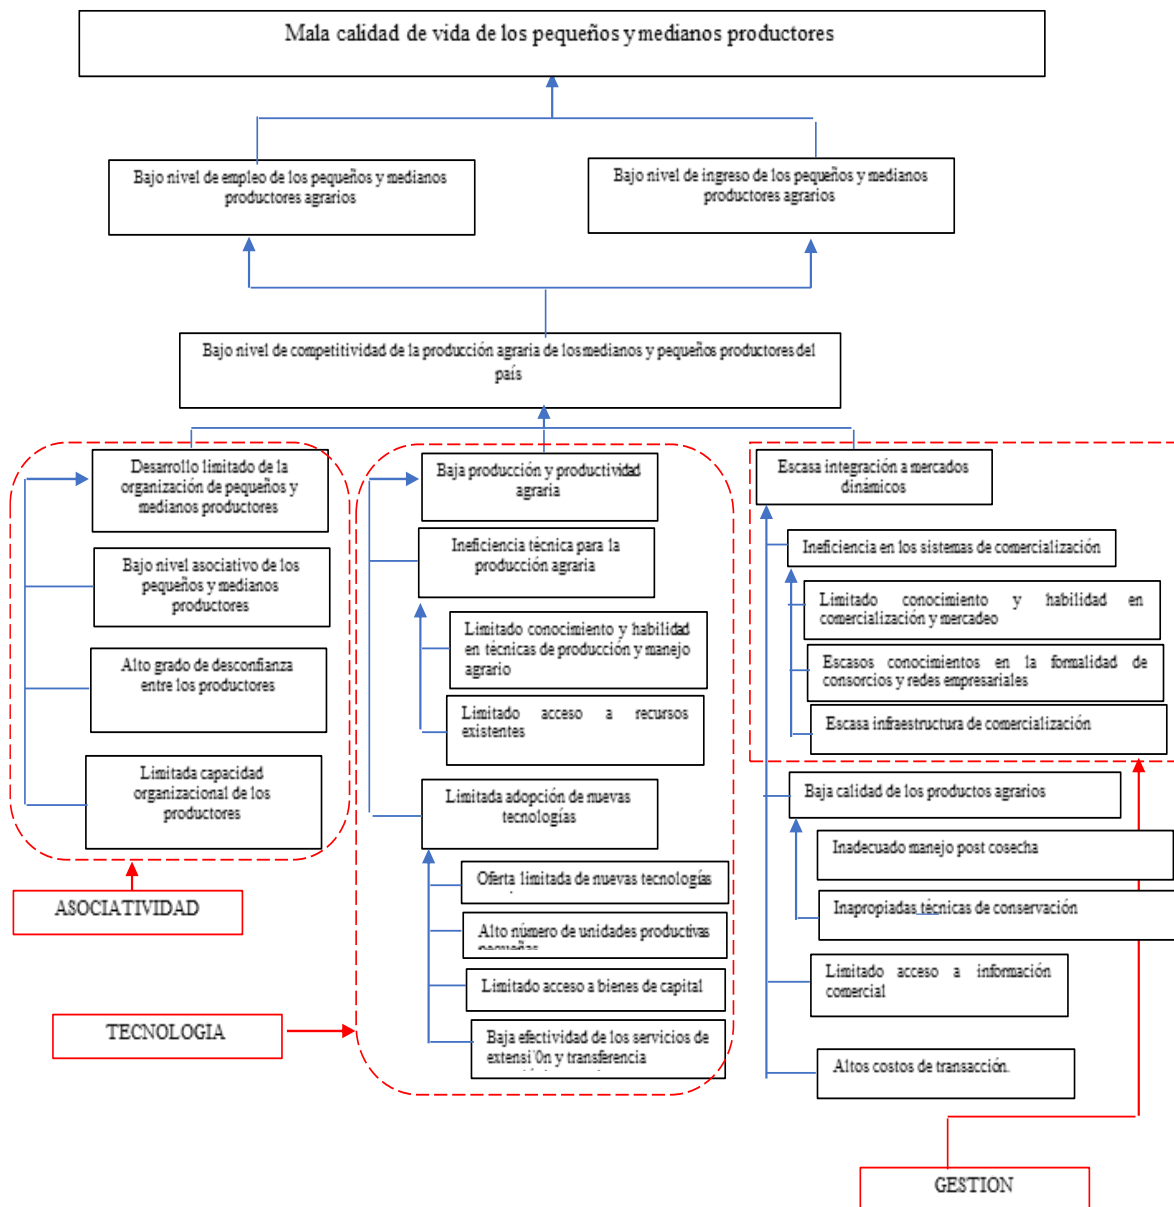 Mala calidad de vida de los pequeños y medianos productores
Bajo nivel de empleo de los pequeños y medianos
productores agrarios
Bajo nivel de ingreso de los pequeños y medianos
productores agrarios
Bajo nivel de competitividad de la producción agraria de los medianos y pequeños productores del
país
Desarrollo limitado de la
organización de pequeños y
medianos productores
Bajo nivel asociativo de los
pequeños y medianos
productores
Alto grado de desconfianza
entre los productores
Limitada capacidad
organizacional de los
productores
ASOCIATIVIDAD
Baja producción y productividad
agraria
Ineficiencia técnica para la
producción agraria
Limitado conocimiento y habilidad
en técnicas de producción y manejo
agrario
Limitado acceso a recursos
existentes
Limitada adopción de nuevas
tecnologías
Oferta limitada de nuevas tecnologías
Alto número de unidades productivas
pequeñas
Limitado acceso a bienes de capital
Baja efectividad de los servicios de
extensi´0n y transferencia
TECNOLOGIA
Escasa integración a mercados
dinámicos
Ineficiencia en los sistemas de comercialización
Limitado conocimiento y habilidad en
comercialización y mercadeo
Escasos conocimientos en la formalidad de
consorcios y redes empresariales
Escasa infraestructura de comercialización
Baja calidad de los productos agrarios
Inadecuado manejo post cosecha
Inapropiadas técnicas de conservación
Limitado acceso a información
comercial
Altos costos de transacción.
GESTION